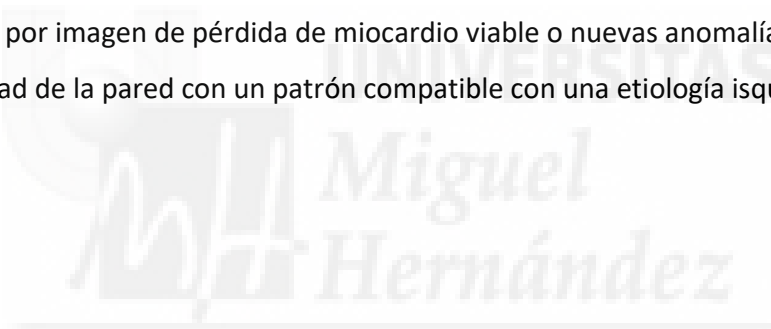 por imagen de pérdida de miocardio viable o nuevas anomalía
ad de la pared con un patrón compatible con una etiología isqu
UNIVERSITAS
Miguel
Hernández